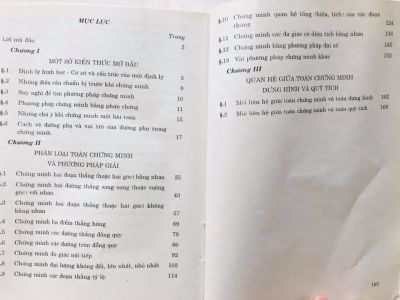 MỤC LỤC
Trang
Lời nói đầu 3
Chương I
MỘT SỐ KIẾN THỨC MỞ ĐẦU
§.1 Định lý hình học - Cơ sở và cấu trúc của một định lý 5
§.2 Những điều cần chuẩn bị trước khi chứng minh 9
§.3 Suy nghĩ để tìm phương pháp chứng minh 10
§.4 Phương pháp chứng minh bằng phản chứng 11
§.5 Những chú ý khi chứng minh một bài toán 15
§.6 Cách vẽ đường phụ và vai trò của đường phụ trong
chứng minh. 17
Chương II
PHÂN LOẠI TOÁN CHỨNG MINH
VÀ PHƯƠNG PHÁP GIẢI
.1 Chứng minh hai đoạn thẳng (hoặc hai góc) bằng nhau 25
.2 Chứng minh hai đường thẳng song song (hoặc vuông
góc) với nhau 43
.3 Chứng minh hai đoạn thẳng (hoặc hai góc) không
bằng nhau 57
.4 Chứng minh ba điểm thẳng hàng 69
.5 Chứng minh các đường thẳng đồng quy 79
.6 Chứng minh các đường tròn đồng quy 86
.7 Chứng minh đa giác nội tiếp 92
.8 Chứng minh đại lượng không đổi, lớn nhất, nhỏ nhất 102
.9 Chứng minh các đoạn thẳng tỷ lệ 114
§.10 Chứng minh quan hệ tổng (hiệu, tích) của các đoạn
thẳng 124
§.11 Chứng minh các đa giác có diện tích bằng nhau 131
§.12 Chứng minh bằng phương pháp đại số
§.13 Vài phương pháp chứng minh khác 152
Chương III
QUAN HỆ GIỮA TOÁN CHỨNG MINH
DỰNG HÌNH VÀ QUỸ TÍCH
§.1 Mối liên hệ giữa toán chứng minh và toán dựng hình 162
§.2 Mối liên hệ giữa toán chứng minh và toán quỹ tích 168
187